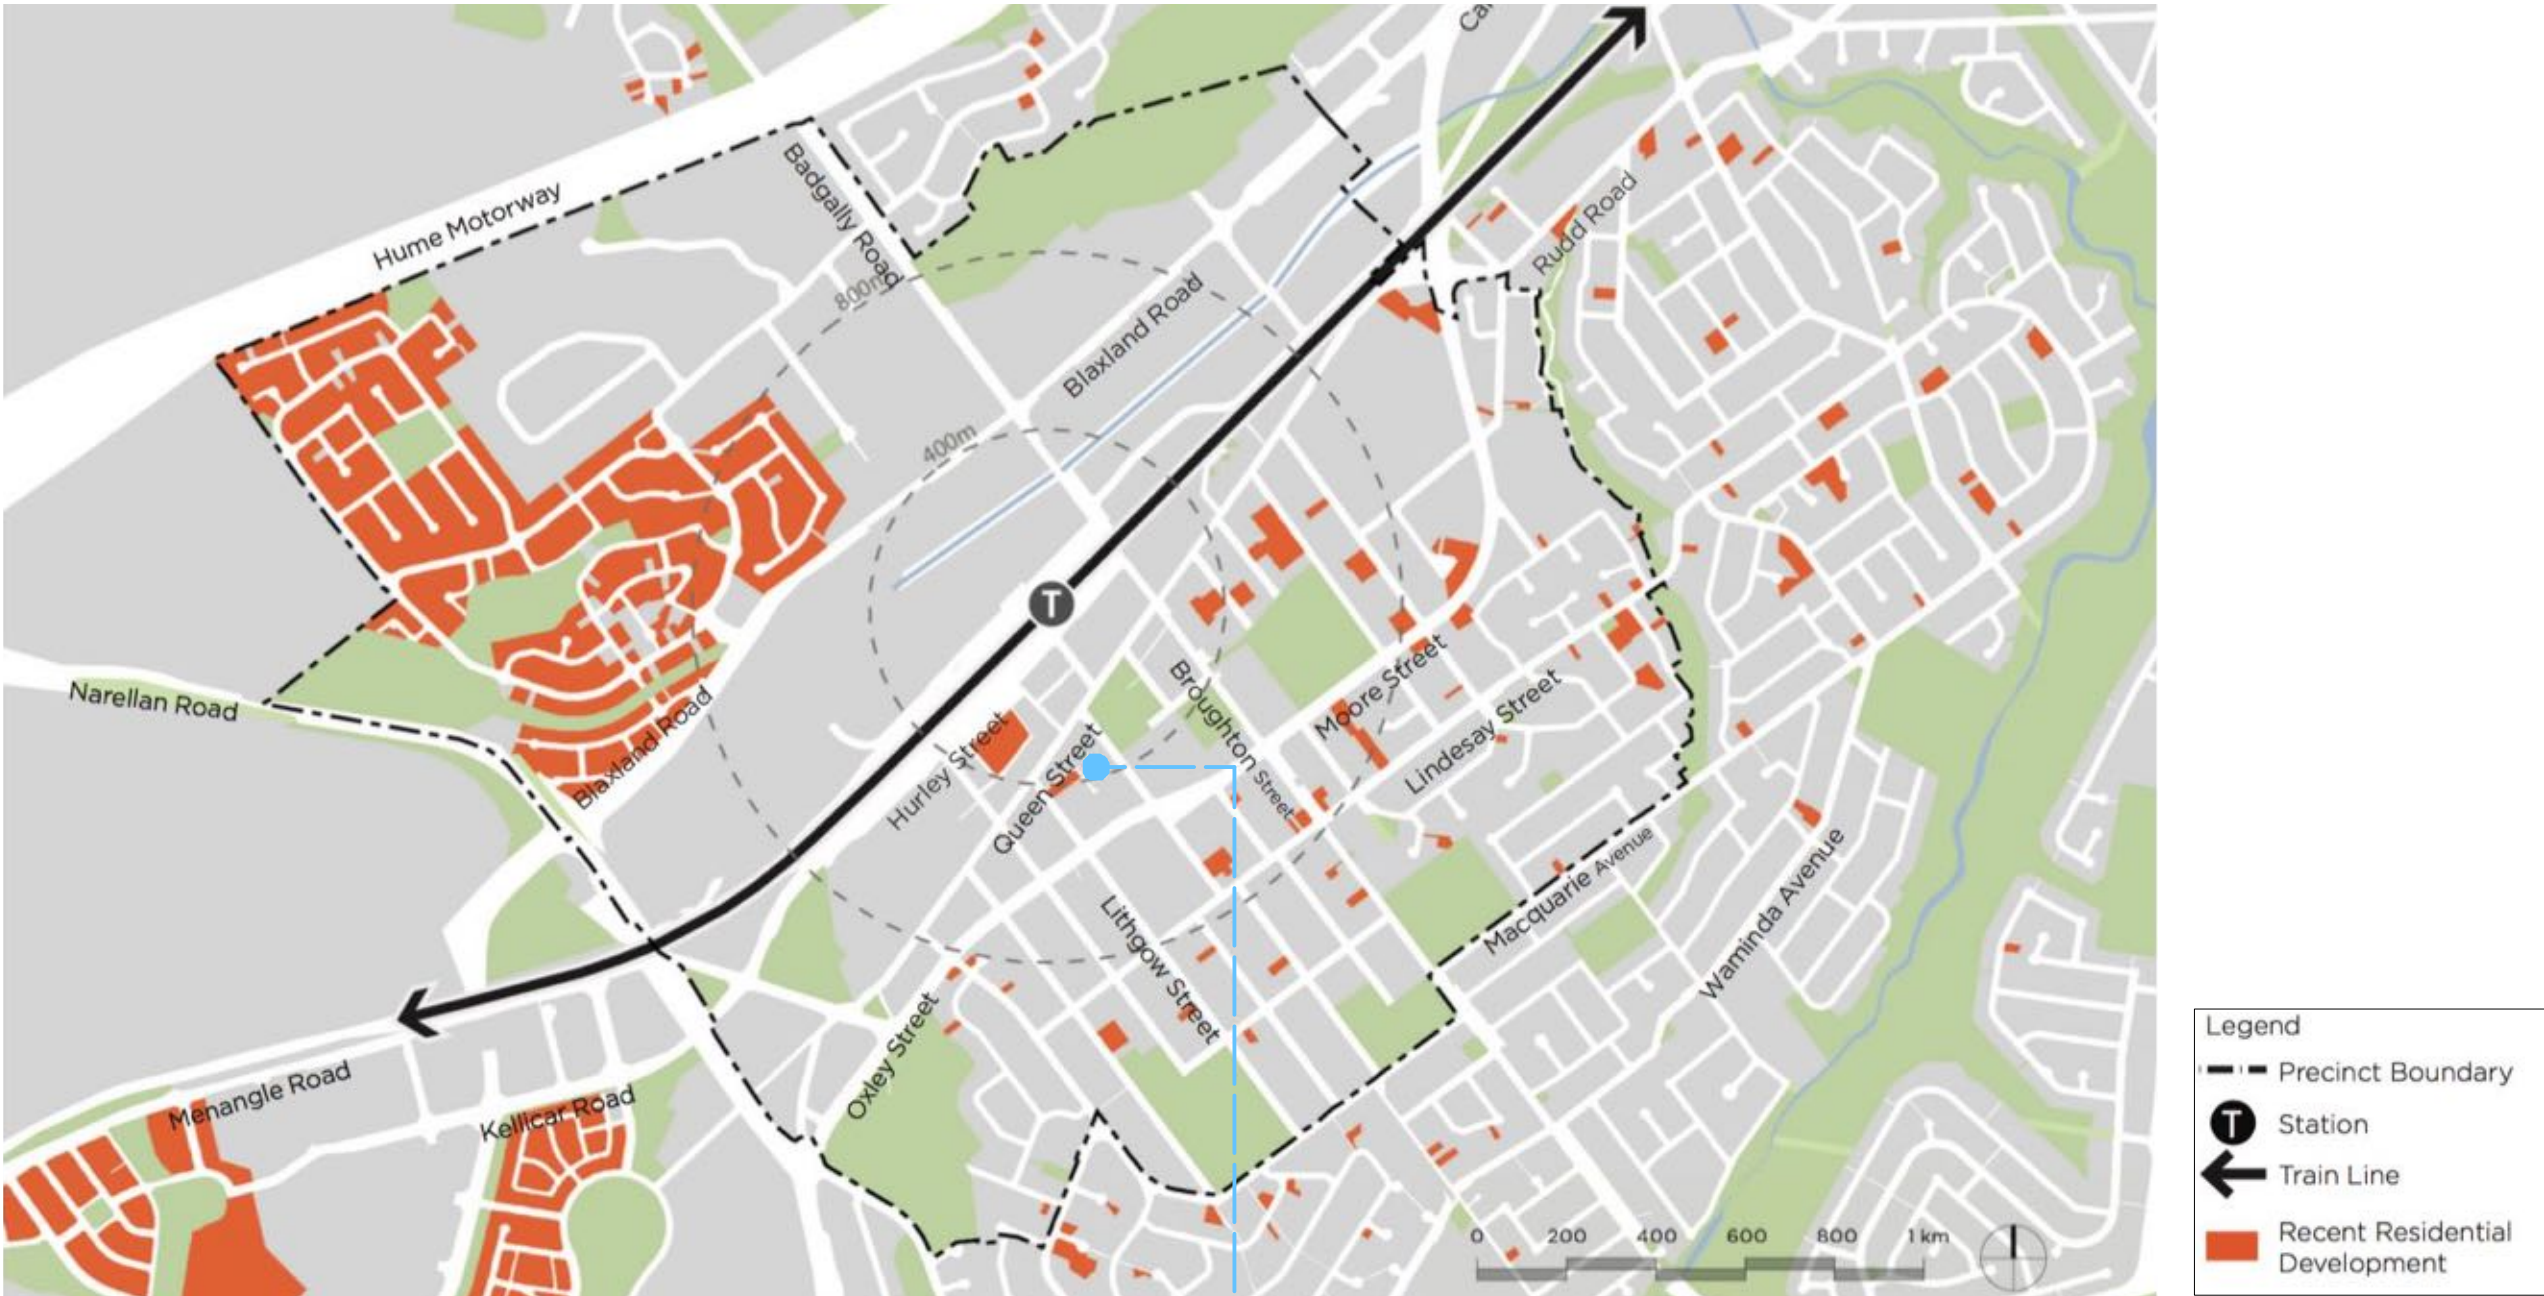 Hume Motorway
Badgally Road
800m
Rudd Road
Blaxland Road
400m
T
Narellan Road
Blaxland Road
Hurley Street
Queen Street
Broughton Street
Moore Street
Lindesay Street
Lithgow Street
Macquarie Avenue
Waminda Avenue
Oxley Street
Menangle Road
Kellicar Road
0 200 400 600 800 1 km
Legend
Precinct Boundary
T Station
Train Line
Recent Residential
Development